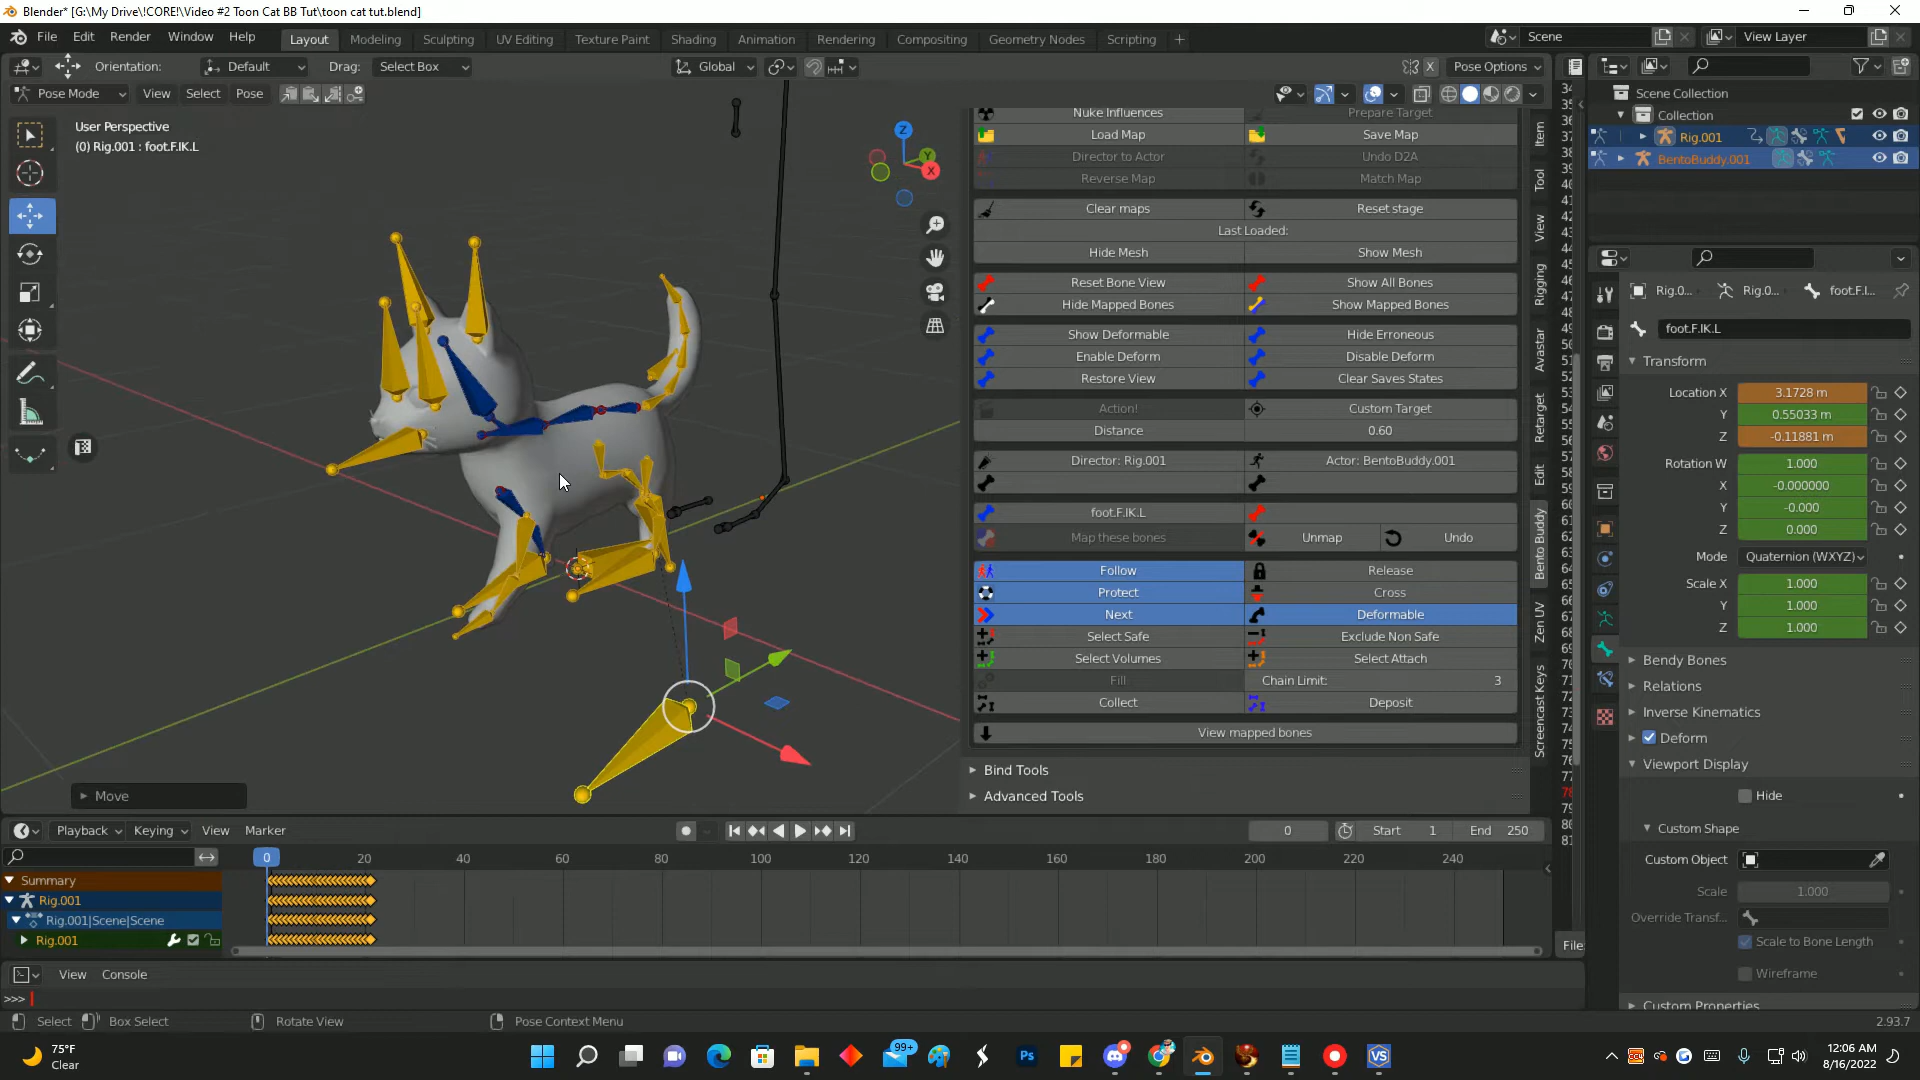 Blender* [G:\My Drive\!CORE!\Video #2 Toon Cat BB Tut\toon cat tut.blend]
File Edit Render Window Help
Layout Modeling Sculpting UV Editing Texture Paint Shading Animation Rendering Compositing Geometry Nodes Scripting +
Scene View Layer
Orientation: Default Drag: Select Box Global Pose Options
Pose Mode View Select Pose
User Perspective
(0) Rig.001 : foot.F.IK.L
Z Y X
Nuke Influences Prepare Target
Load Map Save Map
Director to Actor Undo D2A
Reverse Map Match Map
Clear maps Reset stage
Last Loaded:
Hide Mesh Show Mesh
Reset Bone View Show All Bones
Hide Mapped Bones Show Mapped Bones
Show Deformable Hide Erroneous
Enable Deform Disable Deform
Restore View Clear Saves States
Action! Custom Target
Distance 0.60
Director: Rig.001 Actor: BentoBuddy.001
foot.F.IK.L
Map these bones Unmap Undo
Follow Release
Protect Cross
Next Deformable
Select Safe Exclude Non Safe
Select Volumes Select Attach
Fill Chain Limit: 3
Collect Deposit
View mapped bones
Bind Tools
Advanced Tools
Item
Tool
View
Rigging
Avastar
Retarget
Edit
Bento Buddy
Zen UV
Screencast Keys
Scene Collection
Collection
Rig.001
BentoBuddy.001
Rig.0... Rig.0... foot.F.I...
foot.F.IK.L
Transform
Location X 3.1728 m
Y 0.55033 m
Z -0.11881 m
Rotation W 1.000
X -0.000000
Y -0.000
Z 0.000
Mode Quaternion (WXYZ)
Scale X 1.000
Y 1.000
Z 1.000
Bendy Bones
Relations
Inverse Kinematics
Deform
Viewport Display
Hide
Custom Shape
Custom Object
Scale 1.000
Override Transf...
Scale to Bone Length
Wireframe
Custom Properties
Move
Playback Keying View Marker
0 Start 1 End 250
0 20 40 60 80 100 120 140 160 180 200 220 240
Summary
Rig.001
Rig.001|Scene|Scene
Rig.001
File:
View Console
>>>
Select Box Select Rotate View Pose Context Menu
2.93.7
75°F
Clear
99+
Ps
VS
12:06 AM
8/16/2022